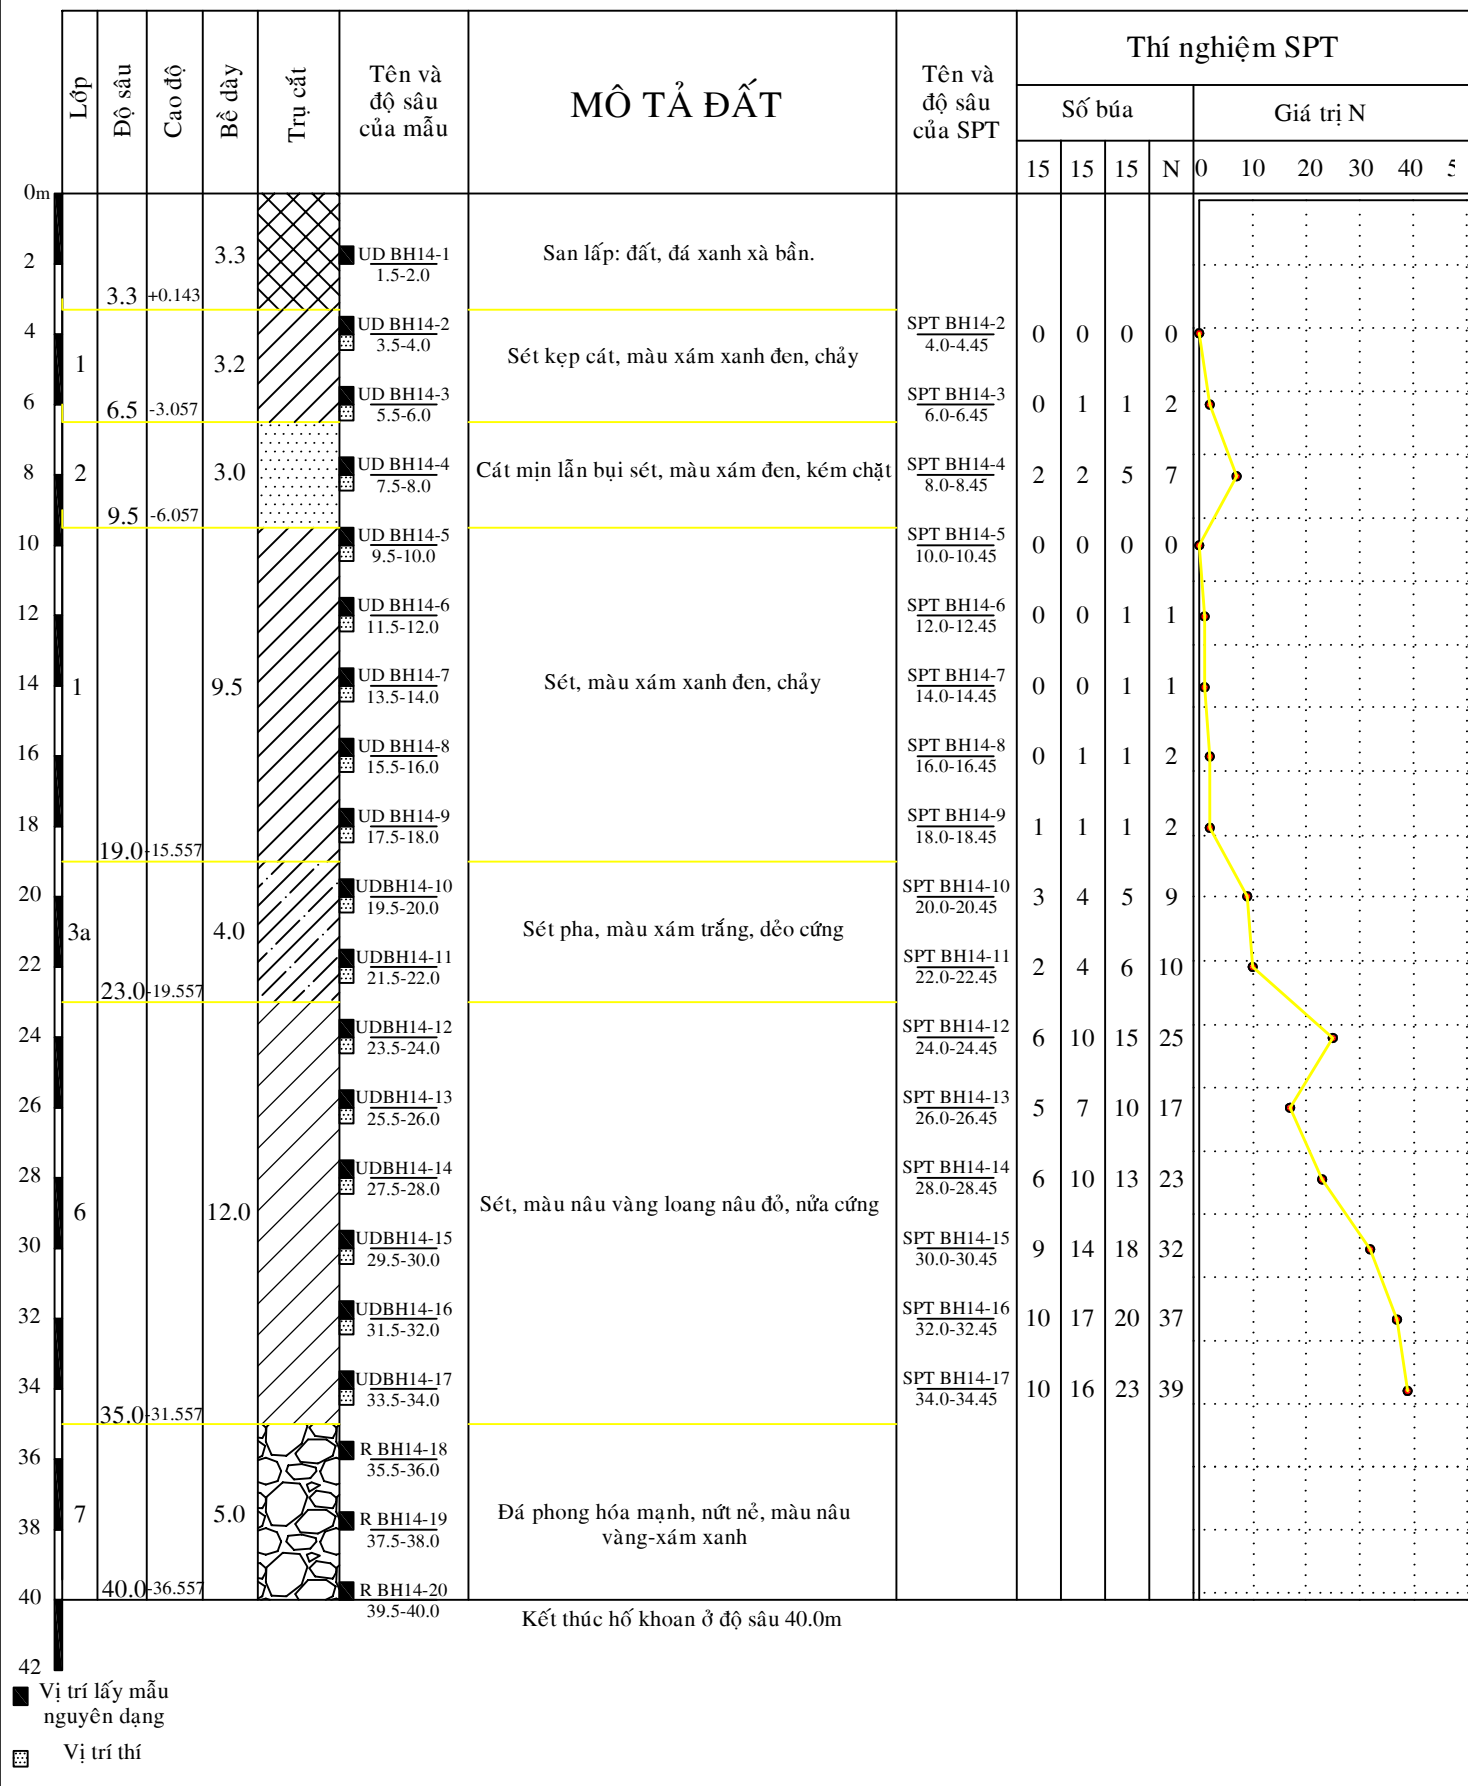 Lớp
Độ sâu
Cao độ
Bề dày
Trụ cắt
Tên và
độ sâu
của mẫu
MÔ TẢ ĐẤT
Tên và
độ sâu
của SPT
Thí nghiệm SPT
Số búa
Giá trị N
15 15 15 N 0 10 20 30 40
0m
2 3.3 UD BH14-1 San lấp: đất, đá xanh xà bần.
1.5-2.0
3.3 +0.143
4 UD BH14-2 SPT BH14-2 0 0 0 0
3.5-4.0 4.0-4.45
1 3.2 Sét kẹp cát, màu xám xanh đen, chảy
6 UD BH14-3 SPT BH14-3 0 1 1 2
6.5 -3.057 5.5-6.0 6.0-6.45
8 2 3.0 UD BH14-4 Cát mịn lẫn bụi sét, màu xám đen, kém chặt SPT BH14-4 2 2 5 7
7.5-8.0 8.0-8.45
9.5 -6.057
10 UD BH14-5 SPT BH14-5 0 0 0 0
9.5-10.0 10.0-10.45
12 UD BH14-6 SPT BH14-6 0 0 1 1
11.5-12.0 12.0-12.45
14 1 9.5 UD BH14-7 Sét, màu xám xanh đen, chảy SPT BH14-7 0 0 1 1
13.5-14.0 14.0-14.45
16 UD BH14-8 SPT BH14-8 0 1 1 2
15.5-16.0 16.0-16.45
18 UD BH14-9 SPT BH14-9 1 1 1 2
17.5-18.0 18.0-18.45
19.0 -15.557
20 UDBH14-10 SPT BH14-10 3 4 5 9
19.5-20.0 20.0-20.45
3a 4.0 Sét pha, màu xám trắng, dẻo cứng
22 UDBH14-11 SPT BH14-11 2 4 6 10
21.5-22.0 22.0-22.45
23.0 -19.557
24 UDBH14-12 SPT BH14-12 6 10 15 25
23.5-24.0 24.0-24.45
26 UDBH14-13 SPT BH14-13 5 7 10 17
25.5-26.0 26.0-26.45
28 UDBH14-14 SPT BH14-14 6 10 13 23
27.5-28.0 28.0-28.45
6 12.0 Sét, màu nâu vàng loang nâu đỏ, nửa cứng
30 UDBH14-15 SPT BH14-15 9 14 18 32
29.5-30.0 30.0-30.45
32 UDBH14-16 SPT BH14-16 10 17 20 37
31.5-32.0 32.0-32.45
34 UDBH14-17 SPT BH14-17 10 16 23 39
33.5-34.0 34.0-34.45
35.0 -31.557
36 R BH14-18
35.5-36.0
7 5.0 Đá phong hóa mạnh, nứt nẻ, màu nâu
vàng-xám xanh
38 R BH14-19
37.5-38.0
40 40.0 -36.557 R BH14-20
39.5-40.0
Kết thúc hố khoan ở độ sâu 40.0m
42
Vị trí lấy mẫu
nguyên dạng
Vị trí thí